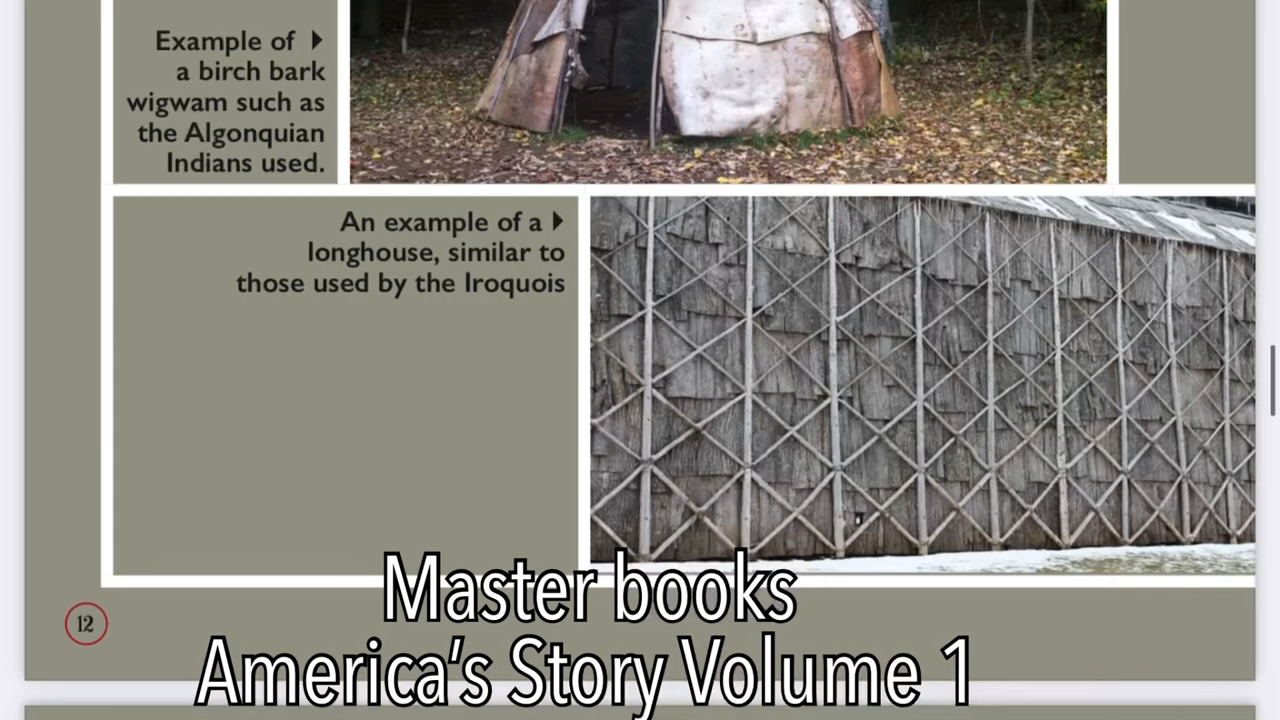 Example of
a birch bark
wigwam such as
the Algonquian
Indians used.
An example of a
longhouse, similar to
those used by the Iroquois
12
Master books
America's Story Volume 1